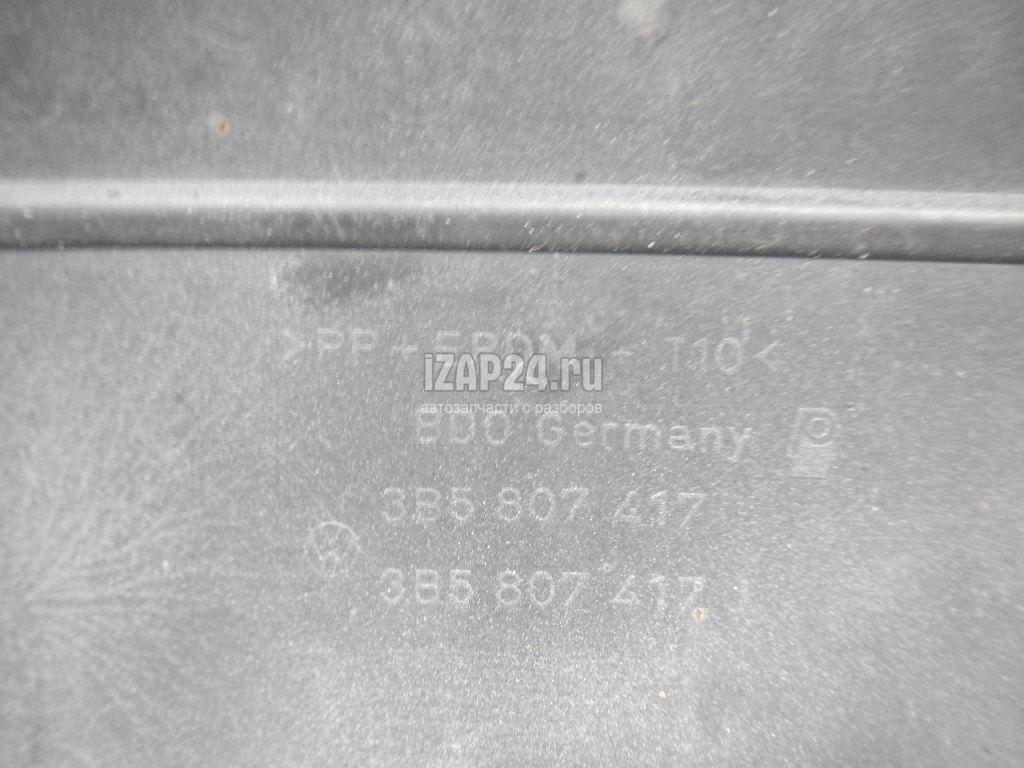 >PP+EPDM - T10<
iZAP24.ru
автозапчасти с разборов
BDO Germany
3B5 807 417
3B5 807 417